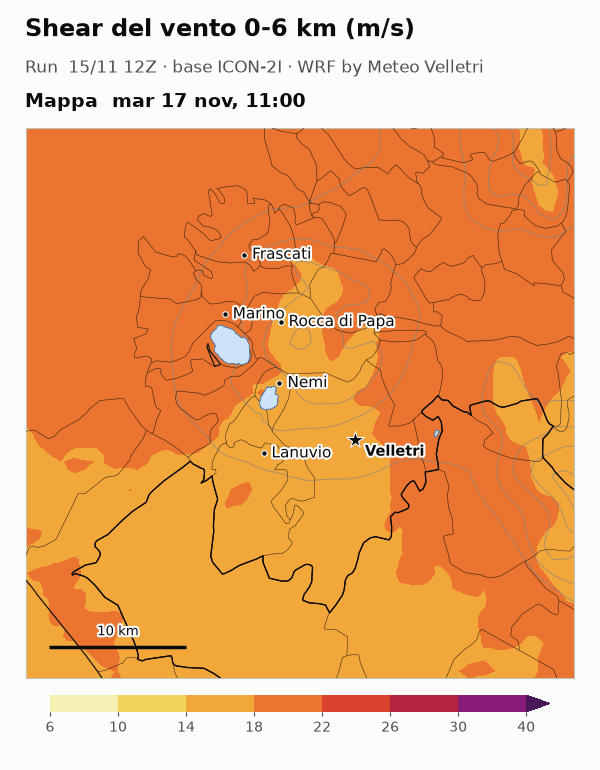 Shear del vento 0-6 km (m/s)
Run  15/11 12Z · base ICON-2I · WRF by Meteo Velletri
Mappa  mar 17 nov, 11:00
Frascati
Marino
Rocca di Papa
Nemi
Velletri
Lanuvio
10 km
6 10 14 18 22 26 30 40